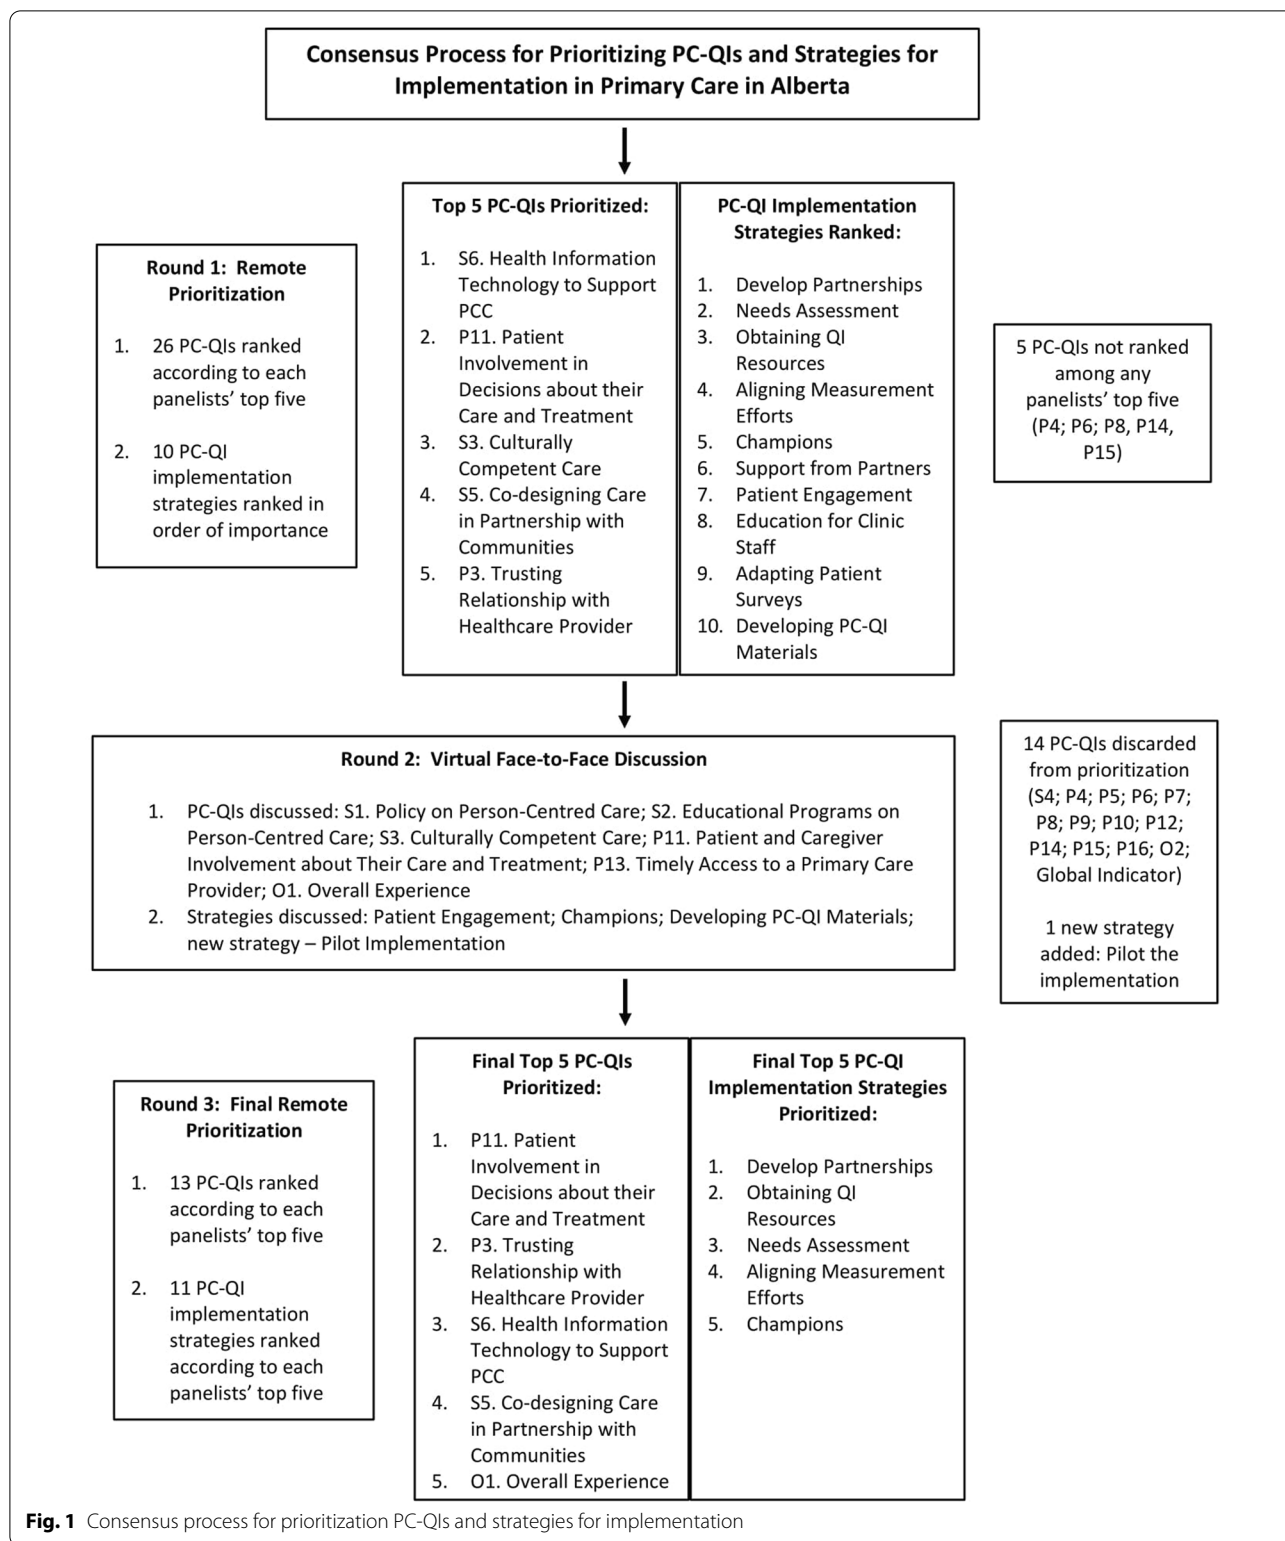 Consensus Process for Prioritizing PC-QIs and Strategies for
Implementation in Primary Care in Alberta
Round 1: Remote
Prioritization
1. 26 PC-QIs ranked
according to each
panelists' top five
2. 10 PC-QI
implementation
strategies ranked in
order of importance
Top 5 PC-QIs Prioritized:
1. S6. Health Information
Technology to Support
PCC
2. P11. Patient
Involvement in
Decisions about their
Care and Treatment
3. S3. Culturally
Competent Care
4. S5. Co-designing Care
in Partnership with
Communities
5. P3. Trusting
Relationship with
Healthcare Provider
PC-QI Implementation
Strategies Ranked:
1. Develop Partnerships
2. Needs Assessment
3. Obtaining QI
Resources
4. Aligning Measurement
Efforts
5. Champions
6. Support from Partners
7. Patient Engagement
8. Education for Clinic
Staff
9. Adapting Patient
Surveys
10. Developing PC-QI
Materials
5 PC-QIs not ranked
among any
panelists' top five
(P4; P6; P8, P14,
P15)
Round 2: Virtual Face-to-Face Discussion
1. PC-QIs discussed: S1. Policy on Person-Centred Care; S2. Educational Programs on
Person-Centred Care; S3. Culturally Competent Care; P11. Patient and Caregiver
Involvement about Their Care and Treatment; P13. Timely Access to a Primary Care
Provider; O1. Overall Experience
2. Strategies discussed: Patient Engagement; Champions; Developing PC-QI Materials;
new strategy – Pilot Implementation
14 PC-QIs discarded
from prioritization
(S4; P4; P5; P6; P7;
P8; P9; P10; P12;
P14; P15; P16; O2;
Global Indicator)
1 new strategy
added: Pilot the
implementation
Round 3: Final Remote
Prioritization
1. 13 PC-QIs ranked
according to each
panelists' top five
2. 11 PC-QI
implementation
strategies ranked
according to each
panelists' top five
Final Top 5 PC-QIs
Prioritized:
1. P11. Patient
Involvement in
Decisions about their
Care and Treatment
2. P3. Trusting
Relationship with
Healthcare Provider
3. S6. Health Information
Technology to Support
PCC
4. S5. Co-designing Care
in Partnership with
Communities
5. O1. Overall Experience
Final Top 5 PC-QI
Implementation Strategies
Prioritized:
1. Develop Partnerships
2. Obtaining QI
Resources
3. Needs Assessment
4. Aligning Measurement
Efforts
5. Champions
Fig. 1 Consensus process for prioritization PC-QIs and strategies for implementation